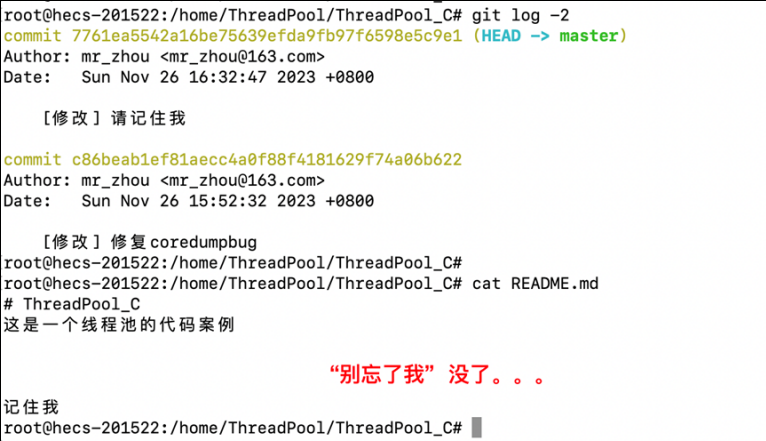 root@hecs-201522:/home/ThreadPool/ThreadPool_C# git log -2
commit 7761ea5542a16be75639efda9fb97f6598e5c9e1 (HEAD -> master)
Author: mr_zhou <mr_zhou@163.com>
Date:   Sun Nov 26 16:32:47 2023 +0800
[修改] 请记住我
commit c86beab1ef81aecc4a0f88f4181629f74a06b622
Author: mr_zhou <mr_zhou@163.com>
Date:   Sun Nov 26 15:52:32 2023 +0800
[修改] 修复coredumpbug
root@hecs-201522:/home/ThreadPool/ThreadPool_C#
root@hecs-201522:/home/ThreadPool/ThreadPool_C# cat README.md
# ThreadPool_C
这是一个线程池的代码案例
“别忘了我”没了。。。
记住我
root@hecs-201522:/home/ThreadPool/ThreadPool_C#